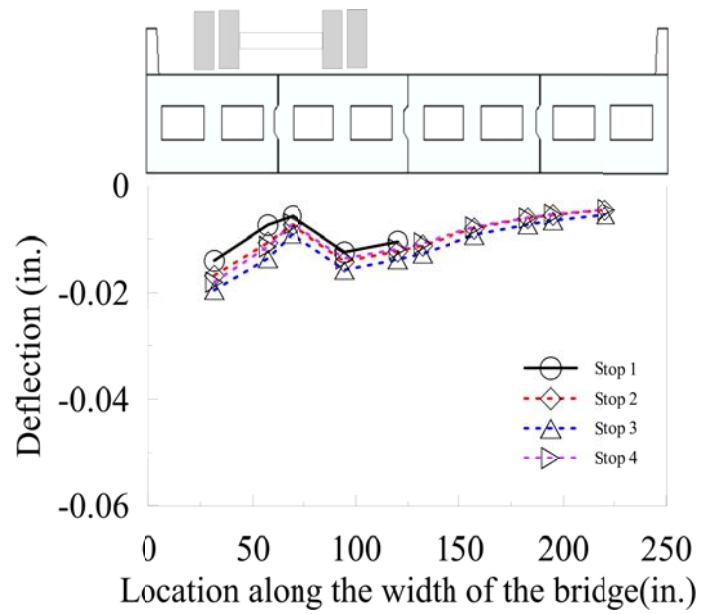 0
-0.02
-0.04
-0.06
Deflection (in.)
Stop 1
Stop 2
Stop 3
Stop 4
0 50 100 150 200 250
Location along the width of the bridge(in.)